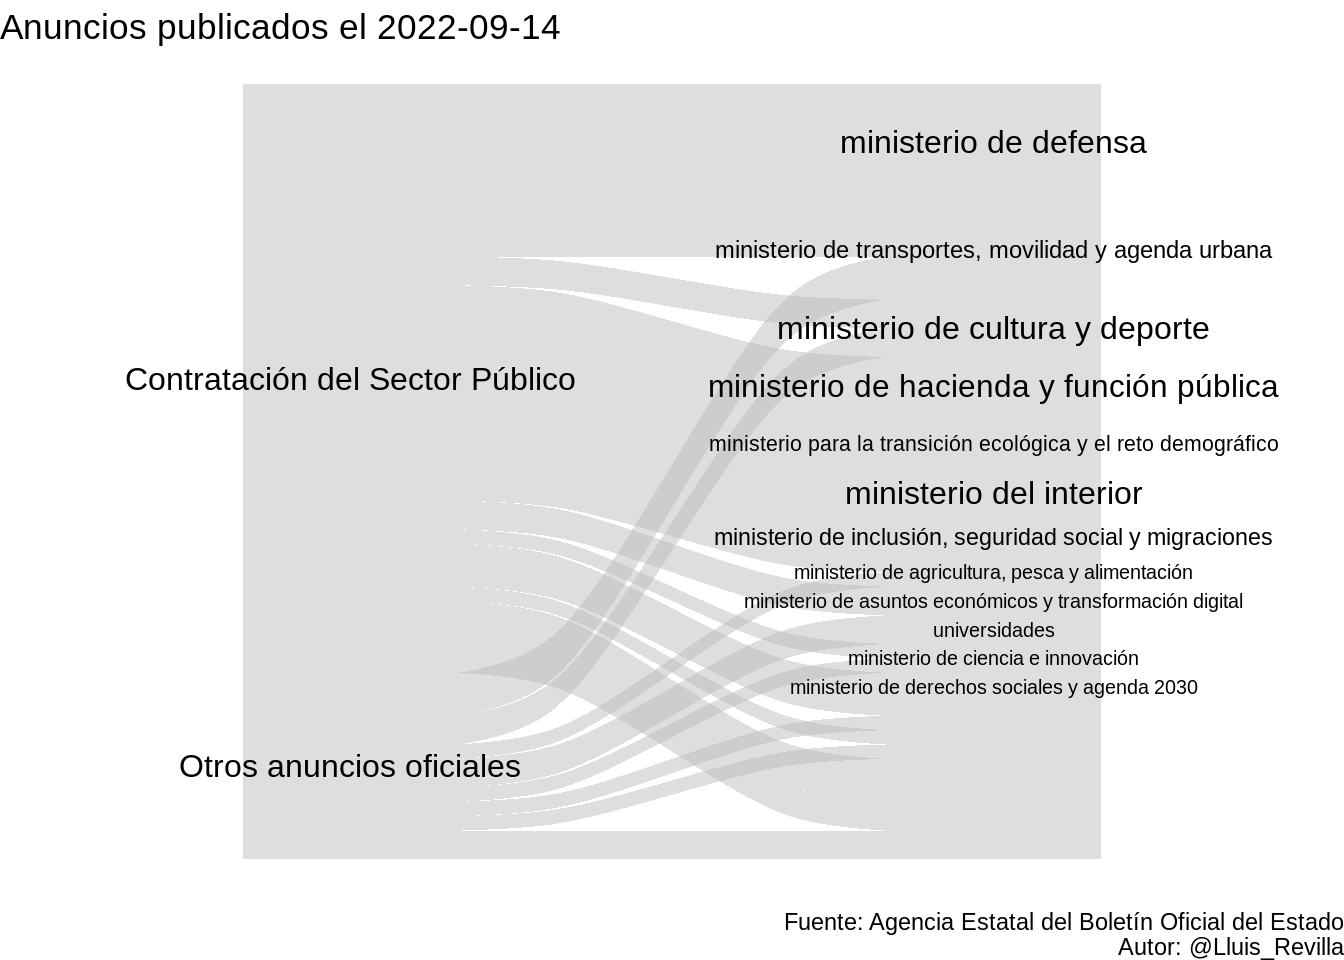 Anuncios publicados el 2022-09-14
ministerio de defensa
ministerio de transportes, movilidad y agenda urbana
ministerio de cultura y deporte
Contratación del Sector Público
ministerio de hacienda y función pública
ministerio para la transición ecológica y el reto demográfico
ministerio del interior
ministerio de inclusión, seguridad social y migraciones
ministerio de agricultura, pesca y alimentación
ministerio de asuntos económicos y transformación digital
universidades
ministerio de ciencia e innovación
ministerio de derechos sociales y agenda 2030
Otros anuncios oficiales
Fuente: Agencia Estatal del Boletín Oficial del Estado
Autor: @Lluis_Revilla